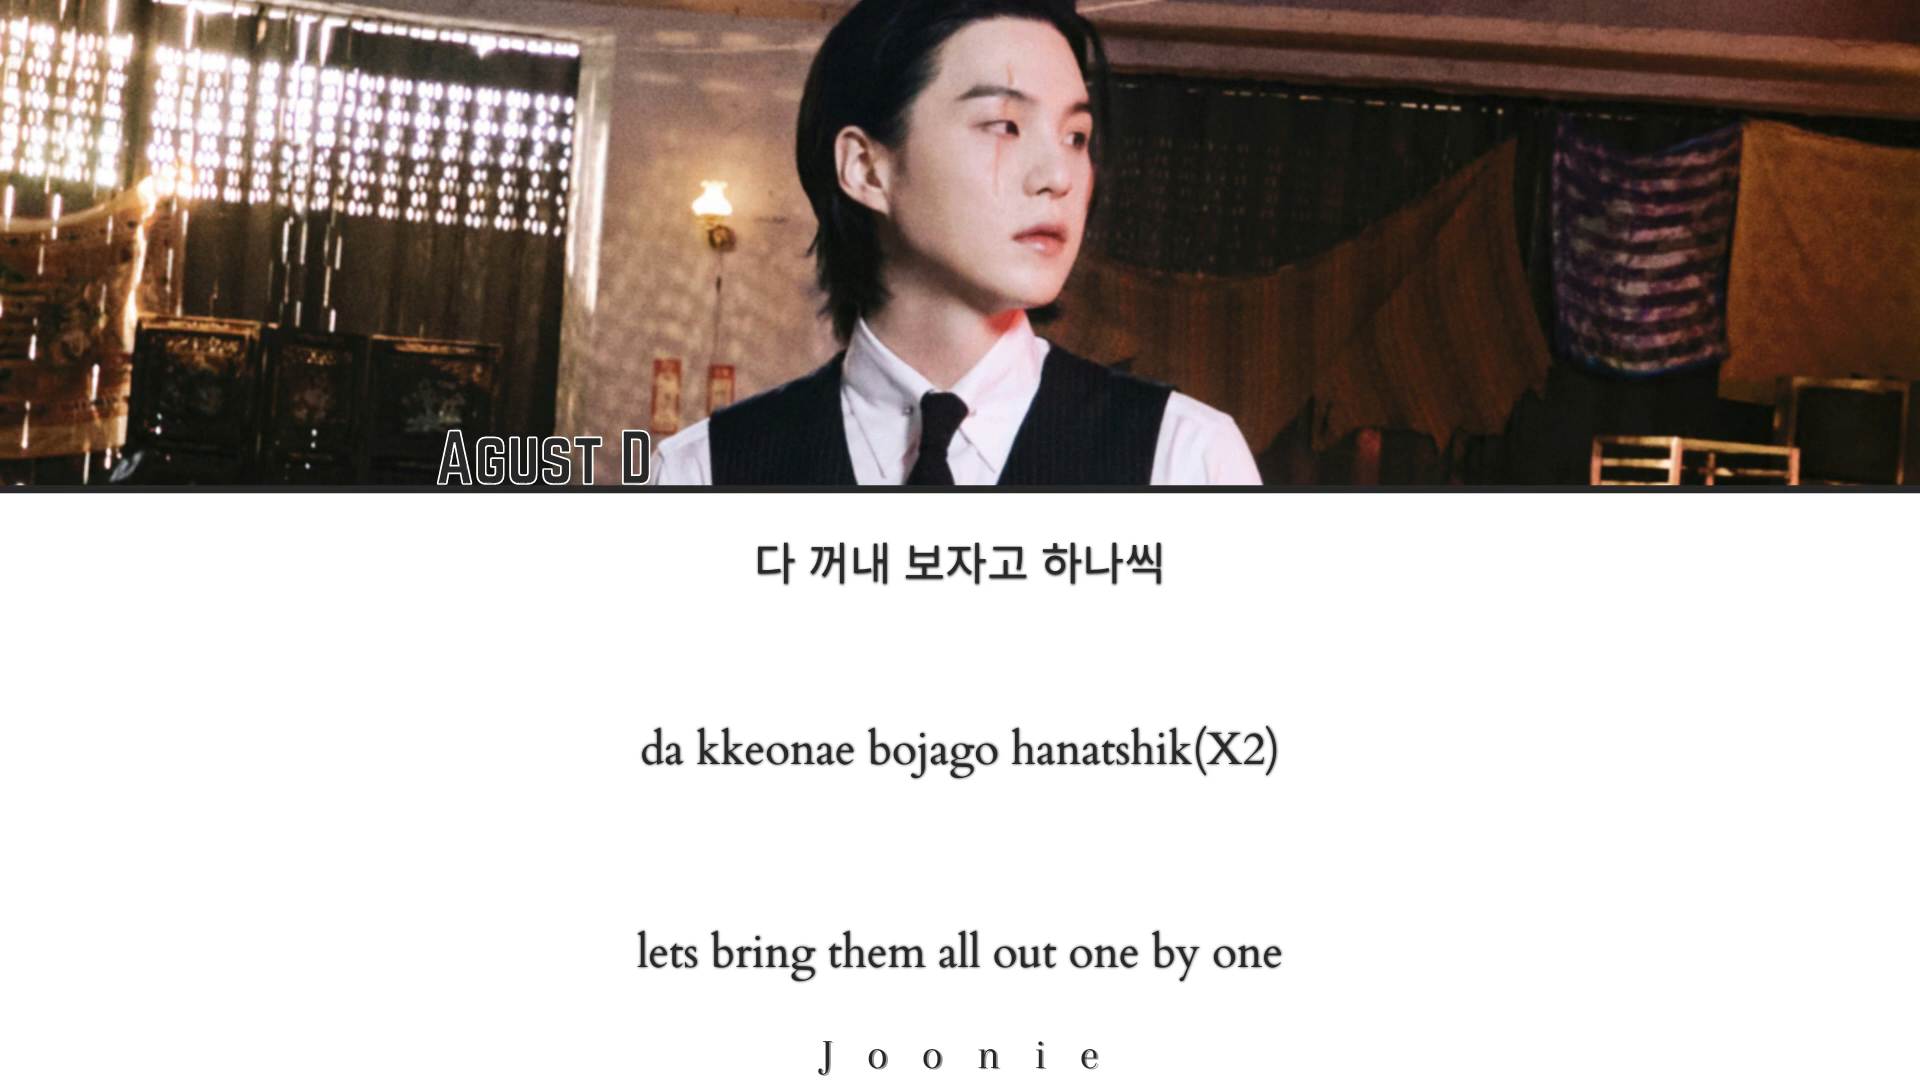 Agust D
다 꺼내 보자고 하나씩
da kkeonae bojago hanatshik(X2)
lets bring them all out one by one
Joonie